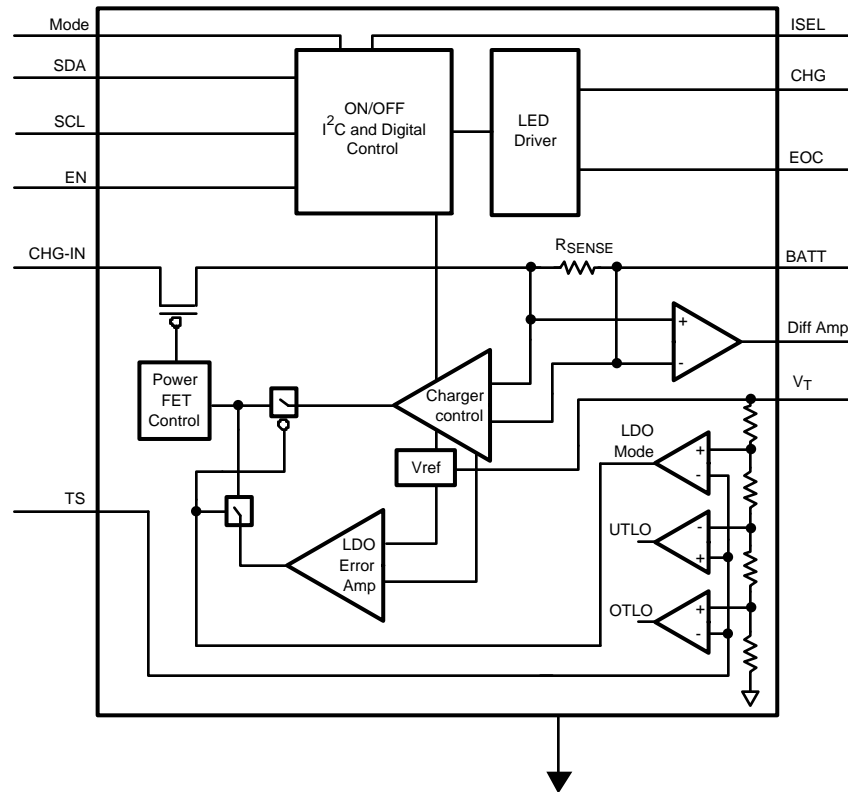 Mode
ISEL
SDA
CHG
ON/OFF
I2C and Digital
Control
LED
Driver
SCL
EOC
EN
CHG-IN
RSENSE
BATT
+
-
Diff Amp
Power
FET
Control
Charger
control
VT
LDO
Mode
+
-
Vref
TS
UTLO
-
+
LDO
Error
Amp
OTLO
+
-